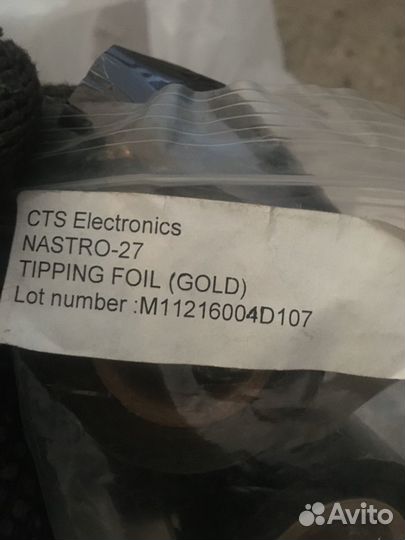 CTS Electronics
NASTRO-27
TIPPING FOIL (GOLD)
Lot number :M11216004D107
Avito